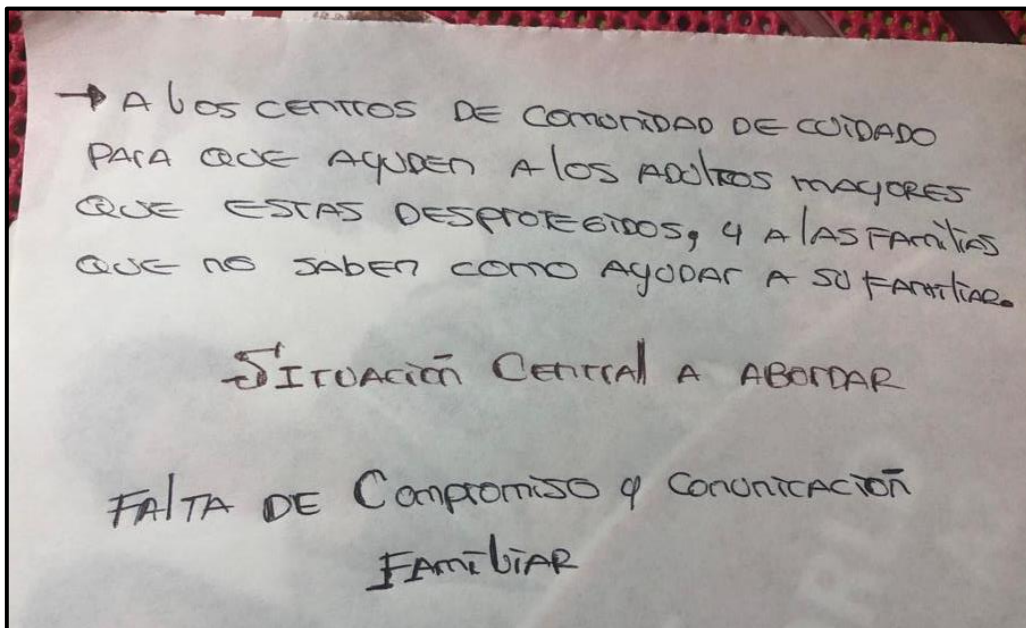 → A los CENTROS DE COMUNIDAD DE CUIDADO
PARA QUE AYUDEN A los ADULTOS MAYORES
QUE ESTAS DESPROTEGIDOS, Y A lAS FAMILIAS
QUE NO SABEN COMO AYUDAR A SU FAMILIAR.
SITUACIÓN CENTRAl A ABORDAR
FAlTA DE COMPROMISO Y COMUNICACIÓN
FAMILIAR